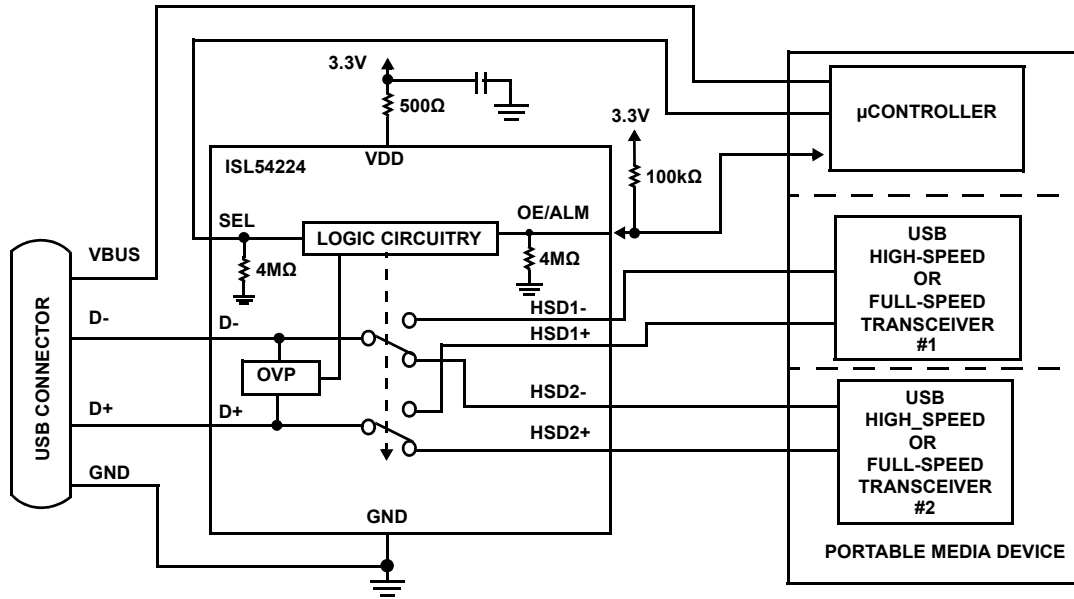 3.3V
500Ω
3.3V
µCONTROLLER
VDD
ISL54224
100kΩ
SEL
OE/ALM
LOGIC CIRCUITRY
4MΩ
4MΩ
USB CONNECTOR
VBUS
D-
D-
OVP
D+
D+
GND
HSD1-
HSD1+
HSD2-
HSD2+
GND
USB
HIGH-SPEED
OR
FULL-SPEED
TRANSCEIVER
#1
USB
HIGH_SPEED
OR
FULL-SPEED
TRANSCEIVER
#2
PORTABLE MEDIA DEVICE